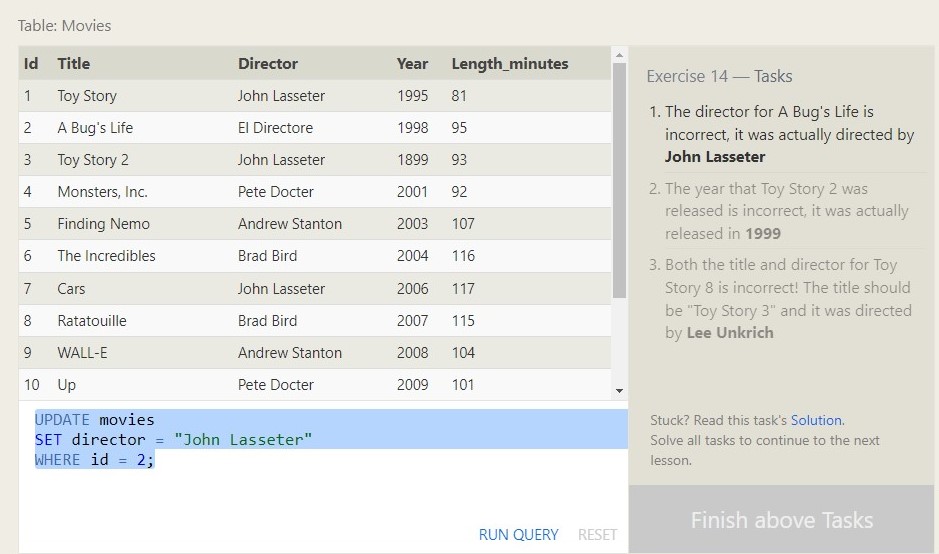 Table: Movies
Id Title Director Year Length_minutes
1 Toy Story John Lasseter 1995 81
2 A Bug's Life El Directore 1998 95
3 Toy Story 2 John Lasseter 1899 93
4 Monsters, Inc. Pete Docter 2001 92
5 Finding Nemo Andrew Stanton 2003 107
6 The Incredibles Brad Bird 2004 116
7 Cars John Lasseter 2006 117
8 Ratatouille Brad Bird 2007 115
9 WALL-E Andrew Stanton 2008 104
10 Up Pete Docter 2009 101
UPDATE movies
SET director = "John Lasseter"
WHERE id = 2;
RUN QUERY RESET
Exercise 14 — Tasks
1. The director for A Bug's Life is
incorrect, it was actually directed by
John Lasseter
2. The year that Toy Story 2 was
released is incorrect, it was actually
released in 1999
3. Both the title and director for Toy
Story 8 is incorrect! The title should
be "Toy Story 3" and it was directed
by Lee Unkrich
Stuck? Read this task's Solution.
Solve all tasks to continue to the next
lesson.
Finish above Tasks